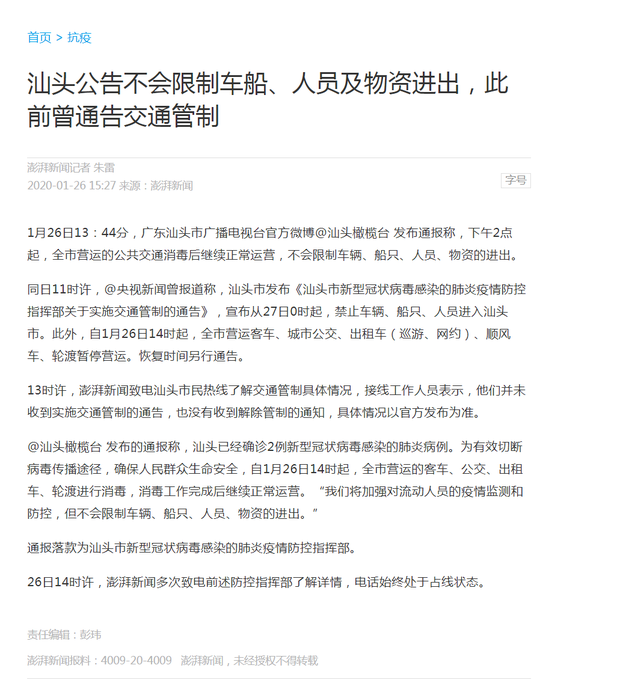 首页 > 抗疫
汕头公告不会限制车船、人员及物资进出，此
前曾通告交通管制
澎湃新闻记者 朱雷
2020-01-26 15:27 来源：澎湃新闻
字号
1月26日13：44分，广东汕头市广播电视台官方微博@汕头橄榄台 发布通报称，下午2点
起，全市营运的公共交通消毒后继续正常运营，不会限制车辆、船只、人员、物资的进出。
同日11时许，@央视新闻曾报道称，汕头市发布《汕头市新型冠状病毒感染的肺炎疫情防控
指挥部关于实施交通管制的通告》，宣布从27日0时起，禁止车辆、船只、人员进入汕头
市。此外，自1月26日14时起，全市营运客车、城市公交、出租车（巡游、网约）、顺风
车、轮渡暂停营运。恢复时间另行通告。
13时许，澎湃新闻致电汕头市民热线了解交通管制具体情况，接线工作人员表示，他们并未
收到实施交通管制的通告，也没有收到解除管制的通知，具体情况以官方发布为准。
@汕头橄榄台 发布的通报称，汕头已经确诊2例新型冠状病毒感染的肺炎病例。为有效切断
病毒传播途径，确保人民群众生命安全，自1月26日14时起，全市营运的客车、公交、出租
车、轮渡进行消毒，消毒工作完成后继续正常运营。“我们将加强对流动人员的疫情监测和
防控，但不会限制车辆、船只、人员、物资的进出。”
通报落款为汕头市新型冠状病毒感染的肺炎疫情防控指挥部。
26日14时许，澎湃新闻多次致电前述防控指挥部了解详情，电话始终处于占线状态。
责任编辑：彭玮
澎湃新闻报料：4009-20-4009 澎湃新闻，未经授权不得转载